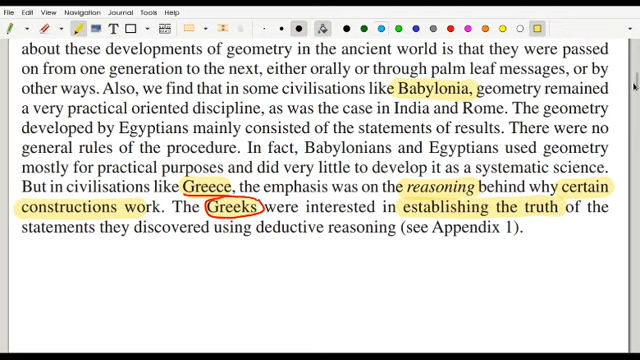 View Navigation Journal Tools Help
about these developments of geometry in the ancient world is that they were passed
on from one generation to the next, either orally or through palm leaf messages, or by
other ways. Also, we find that in some civilisations like Babylonia, geometry remained
a very practical oriented discipline, as was the case in India and Rome. The geometry
developed by Egyptians mainly consisted of the statements of results. There were no
general rules of the procedure. In fact, Babylonians and Egyptians used geometry
mostly for practical purposes and did very little to develop it as a systematic science.
But in civilisations like Greece, the emphasis was on the reasoning behind why certain
constructions work. The Greeks were interested in establishing the truth of the
statements they discovered using deductive reasoning (see Appendix 1).